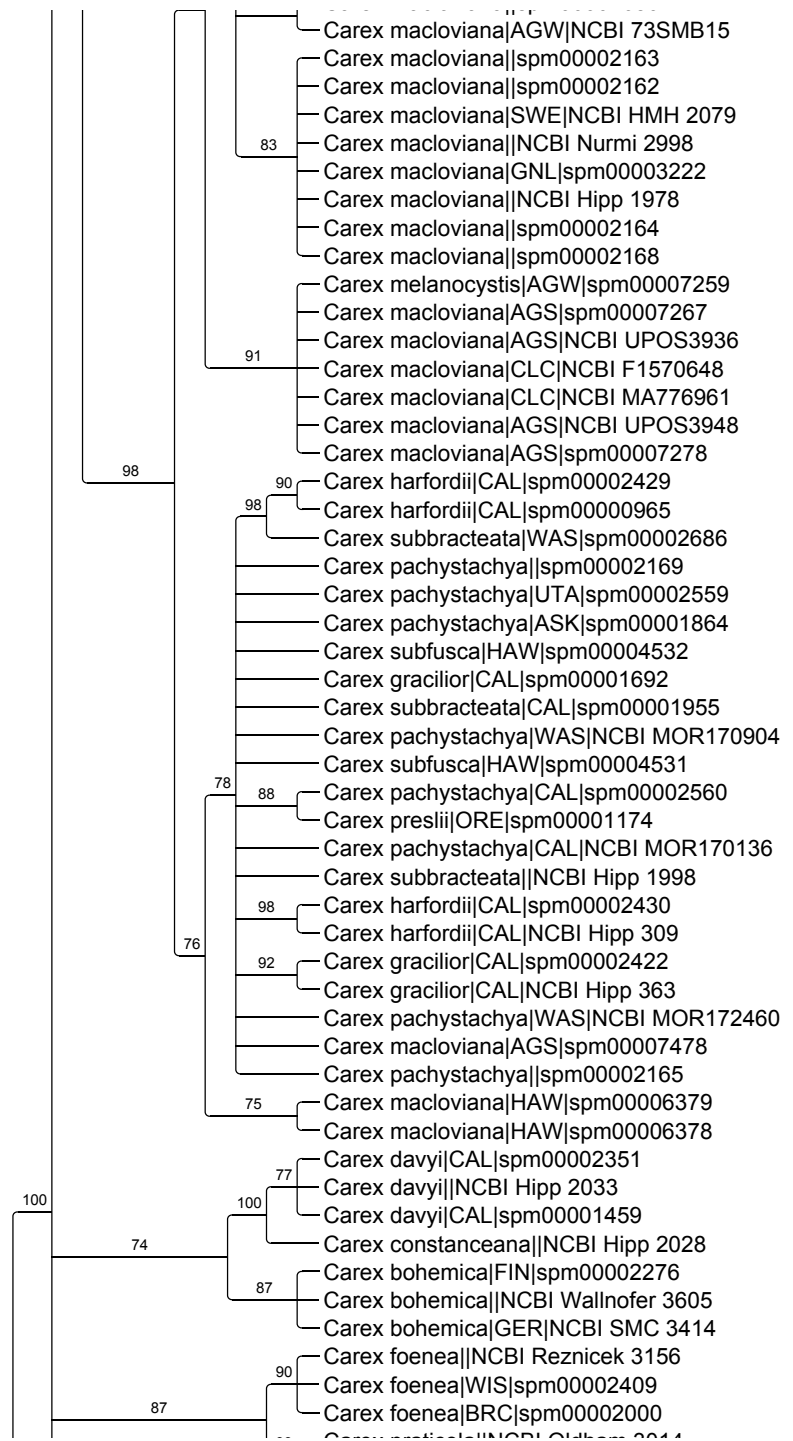 Carex macloviana|AGW|NCBI 73SMB15
Carex macloviana||spm00002163
Carex macloviana||spm00002162
Carex macloviana|SWE|NCBI HMH 2079
83
Carex macloviana||NCBI Nurmi 2998
Carex macloviana|GNL|spm00003222
Carex macloviana||NCBI Hipp 1978
Carex macloviana||spm00002164
Carex macloviana||spm00002168
Carex melanocystis|AGW|spm00007259
Carex macloviana|AGS|spm00007267
Carex macloviana|AGS|NCBI UPOS3936
91
Carex macloviana|CLC|NCBI F1570648
Carex macloviana|CLC|NCBI MA776961
Carex macloviana|AGS|NCBI UPOS3948
Carex macloviana|AGS|spm00007278
98
90
Carex harfordii|CAL|spm00002429
98
Carex harfordii|CAL|spm00000965
Carex subbracteata|WAS|spm00002686
Carex pachystachya||spm00002169
Carex pachystachya|UTA|spm00002559
Carex pachystachya|ASK|spm00001864
Carex subfusca|HAW|spm00004532
Carex gracilior|CAL|spm00001692
Carex subbracteata|CAL|spm00001955
Carex pachystachya|WAS|NCBI MOR170904
Carex subfusca|HAW|spm00004531
78
88
Carex pachystachya|CAL|spm00002560
Carex preslii|ORE|spm00001174
Carex pachystachya|CAL|NCBI MOR170136
Carex subbracteata||NCBI Hipp 1998
98
Carex harfordii|CAL|spm00002430
Carex harfordii|CAL|NCBI Hipp 309
76
92
Carex gracilior|CAL|spm00002422
Carex gracilior|CAL|NCBI Hipp 363
Carex pachystachya|WAS|NCBI MOR172460
Carex macloviana|AGS|spm00007478
Carex pachystachya||spm00002165
75
Carex macloviana|HAW|spm00006379
Carex macloviana|HAW|spm00006378
Carex davyi|CAL|spm00002351
77
Carex davyi||NCBI Hipp 2033
100
100
Carex davyi|CAL|spm00001459
74
Carex constanceana||NCBI Hipp 2028
Carex bohemica|FIN|spm00002276
87
Carex bohemica||NCBI Wallnofer 3605
Carex bohemica|GER|NCBI SMC 3414
Carex foenea||NCBI Reznicek 3156
90
Carex foenea|WIS|spm00002409
87
Carex foenea|BRC|spm00002000